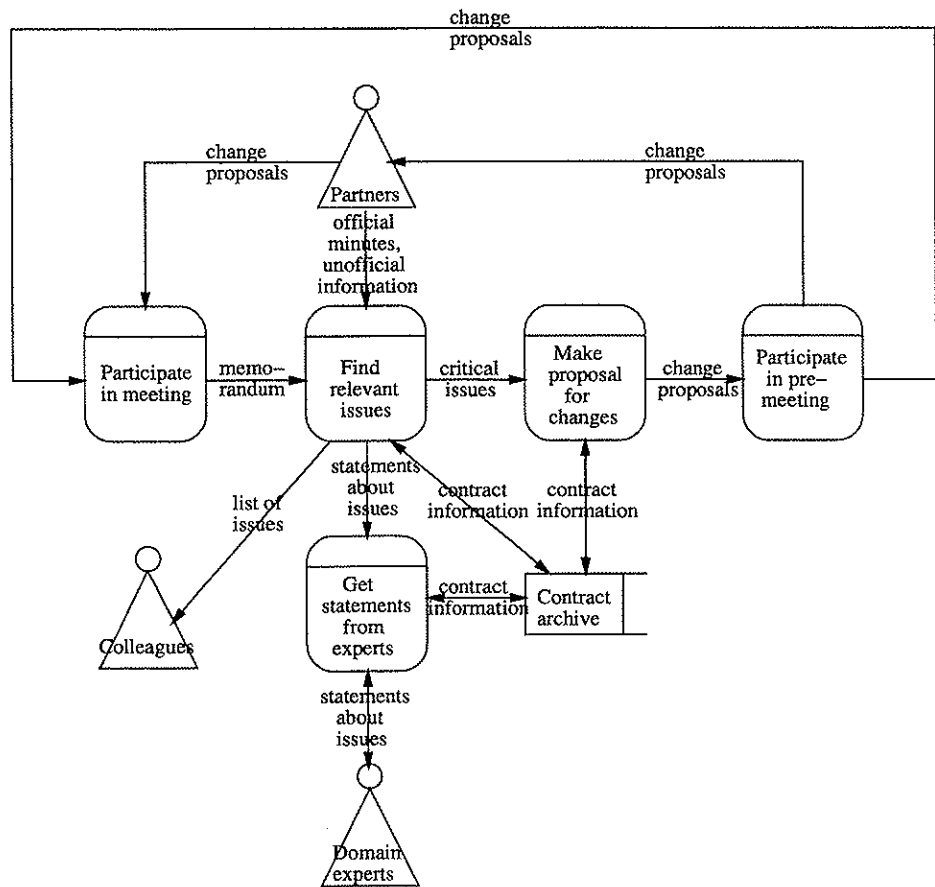 change
proposals
change
proposals
change
proposals
Partners
official
minutes,
unofficial
information
Participate
in meeting
memo-
randum
Find
relevant
issues
critical
issues
Make
proposal
for
changes
change
proposals
Participate
in pre-
meeting
list of
issues
statements
about
issues
contract
information
contract
information
Colleagues
Get
statements
from
experts
contract
information
Contract
archive
statements
about
issues
Domain
experts